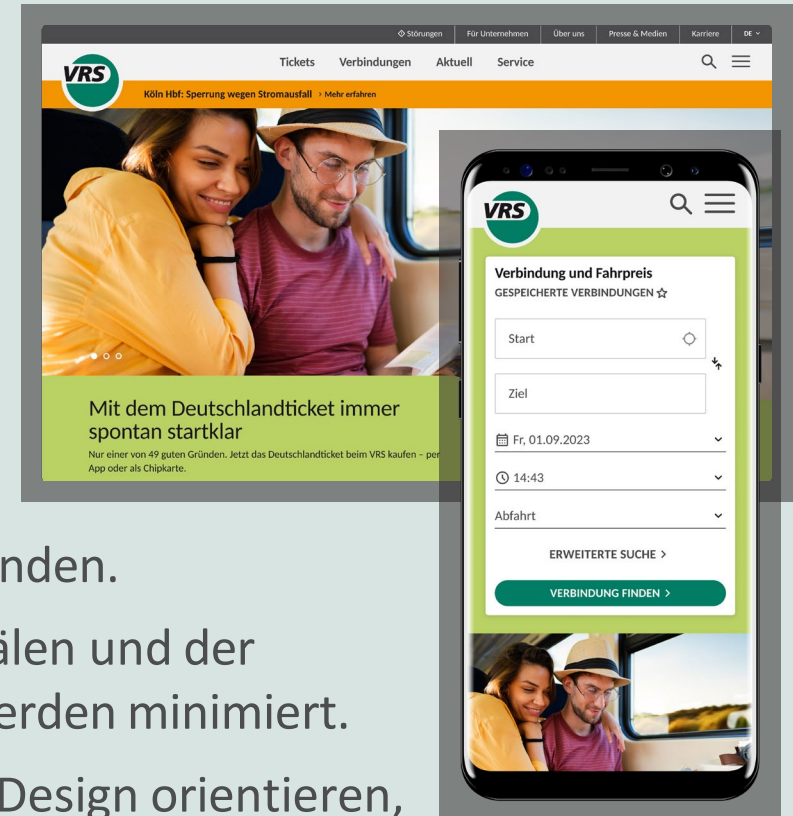 Störungen Für Unternehmen Über uns Presse & Medien Karriere DE
VRS
Tickets Verbindungen Aktuell Service
Köln Hbf: Sperrung wegen Stromausfall > Mehr erfahren
Mit dem Deutschlandticket immer
spontan startklar
Nur einer von 49 guten Gründen. Jetzt das Deutschlandticket beim VRS kaufen – per
App oder als Chipkarte.
VRS
Verbindung und Fahrpreis
GESPEICHERTE VERBINDUNGEN
Start
Ziel
Fr, 01.09.2023
14:43
Abfahrt
ERWEITERTE SUCHE >
VERBINDUNG FINDEN >
nden.
älen und der
erden minimiert.
Design orientieren,